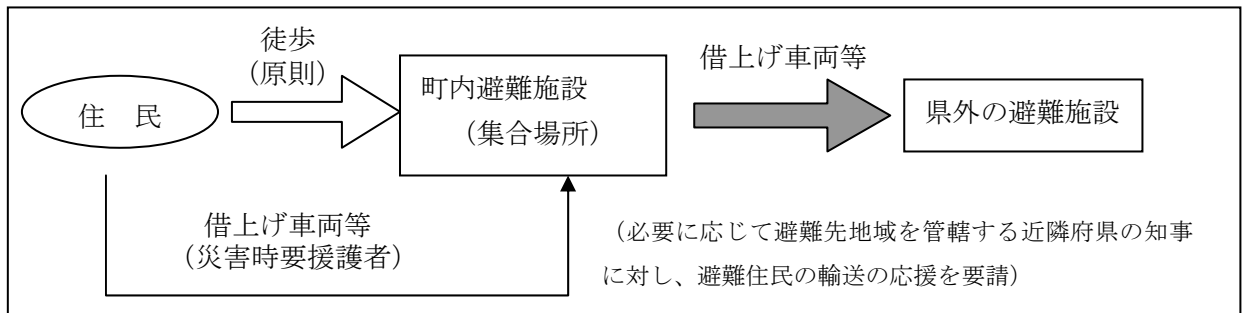 徒歩
（原則）
住　民
町内避難施設
（集合場所）
借上げ車両等
県外の避難施設
借上げ車両等
（災害時要援護者）
（必要に応じて避難先地域を管轄する近隣府県の知事
に対し、避難住民の輸送の応援を要請）